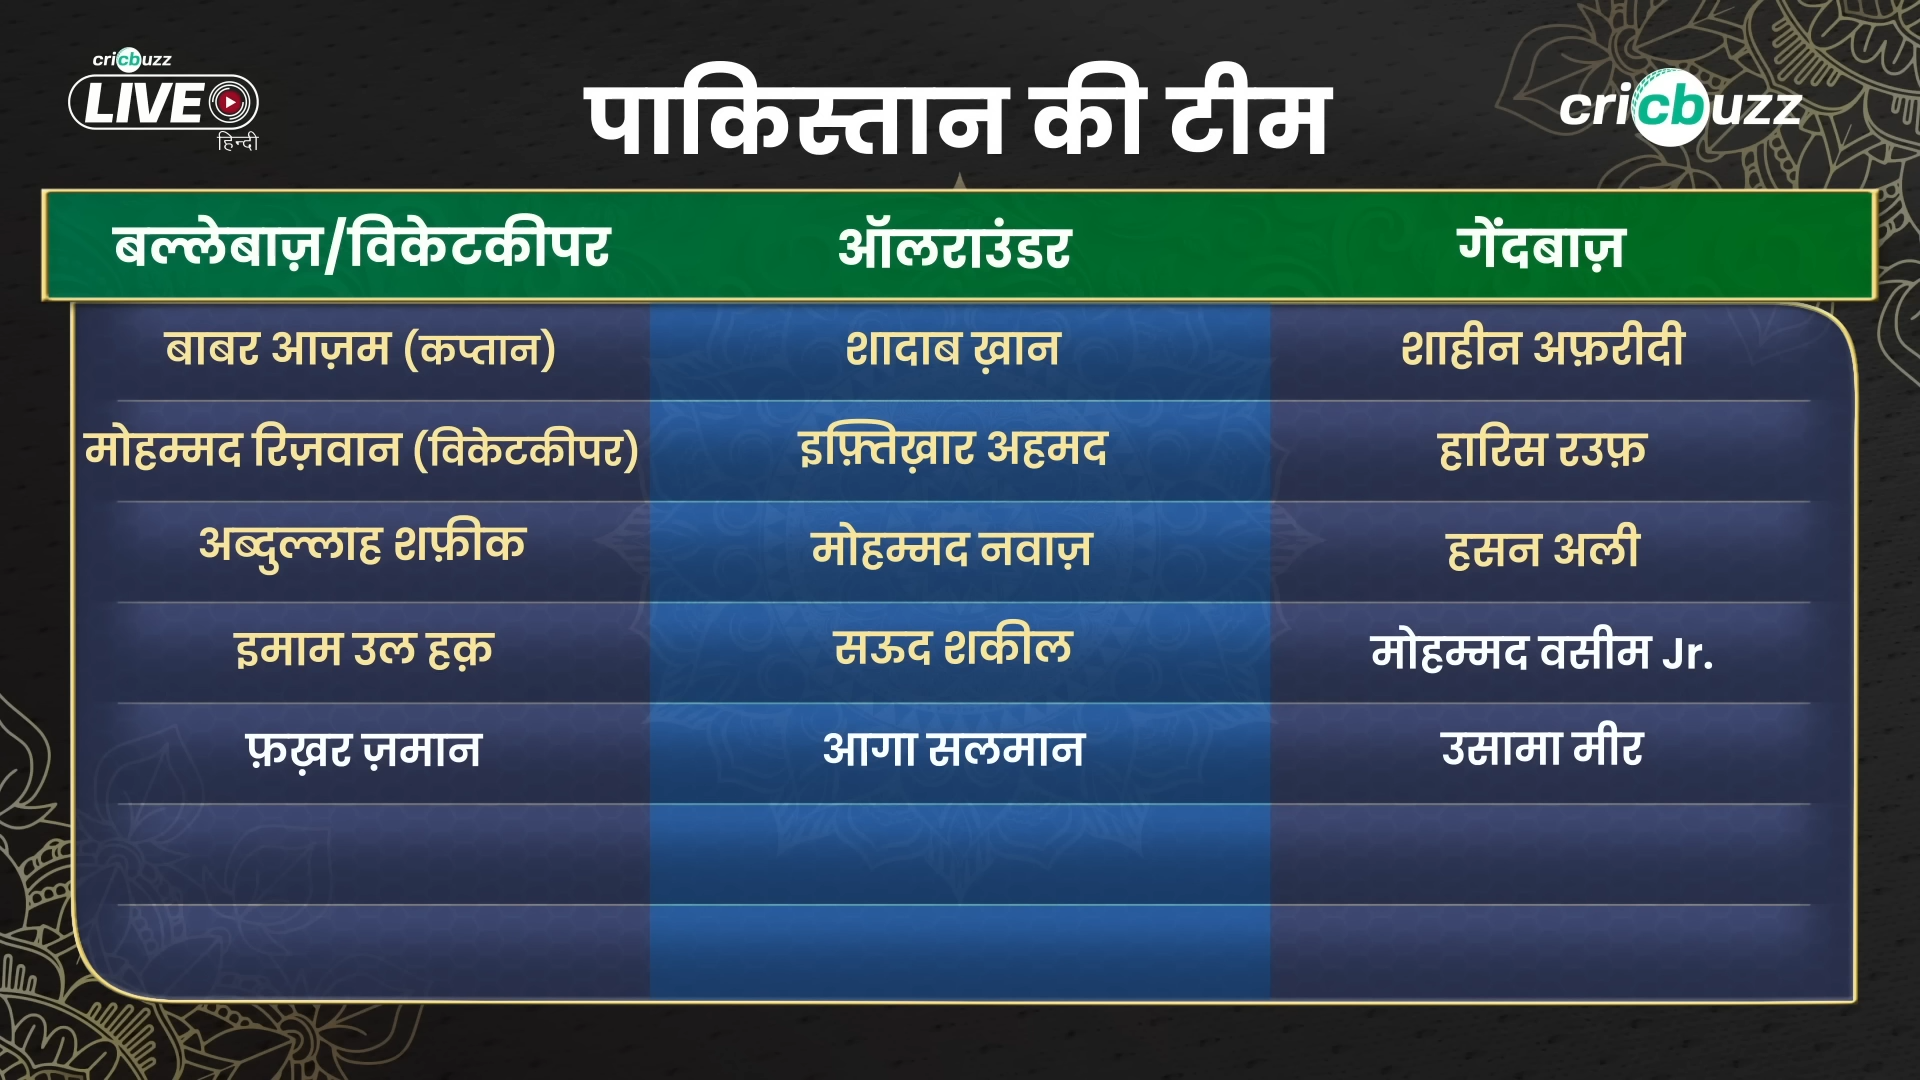 cricbuzz
LIVE
हिन्दी
पाकिस्तान की टीम
cricbuzz
बल्लेबाज़/विकेटकीपर ऑलराउंडर गेंदबाज़
बाबर आज़म (कप्तान) शादाब ख़ान शाहीन अफ़रीदी
मोहम्मद रिज़वान (विकेटकीपर) इफ़्तिख़ार अहमद हारिस रउफ़
अब्दुल्लाह शफ़ीक मोहम्मद नवाज़ हसन अली
इमाम उल हक़ सऊद शकील मोहम्मद वसीम Jr.
फ़ख़र ज़मान आगा सलमान उसामा मीर